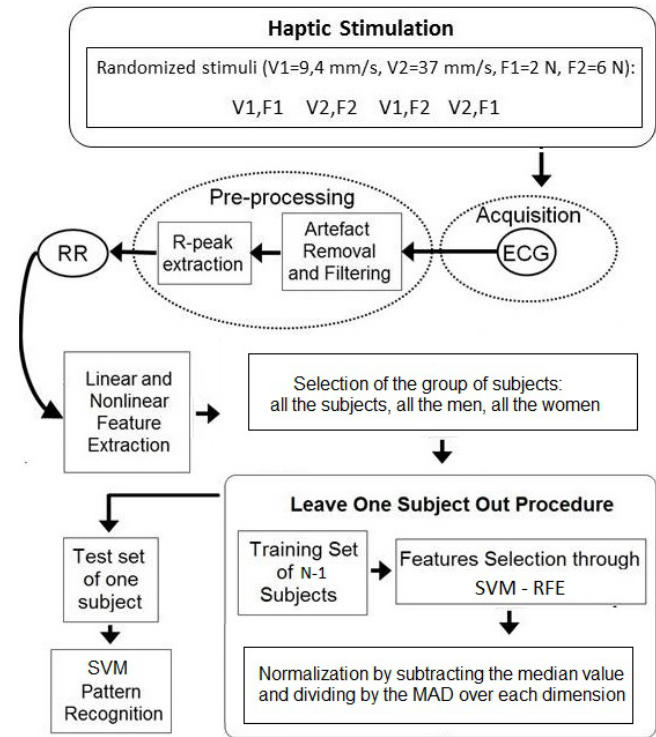 Haptic Stimulation
Randomized stimuli (V1=9,4 mm/s, V2=37 mm/s, F1=2 N, F2=6 N):
V1,F1 V2,F2 V1,F2 V2,F1
Acquisition
ECG
Pre-processing
Artefact
Removal
and Filtering
R-peak
extraction
RR
Linear and
Nonlinear
Feature
Extraction
Selection of the group of subjects:
all the subjects, all the men, all the women
Leave One Subject Out Procedure
Training Set
of N-1
Subjects
Features Selection through
SVM - RFE
Normalization by subtracting the median value
and dividing by the MAD over each dimension
Test set
of one
subject
SVM
Pattern
Recognition